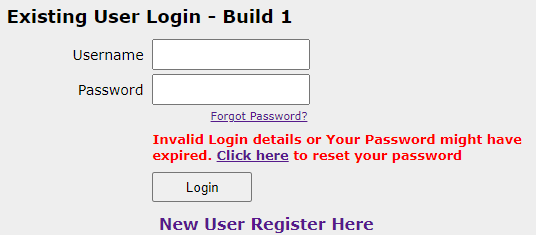 Existing User Login - Build 1
Username
Password
Forgot Password?
Invalid Login details or Your Password might have
expired. Click here to reset your password
Login
New User Register Here